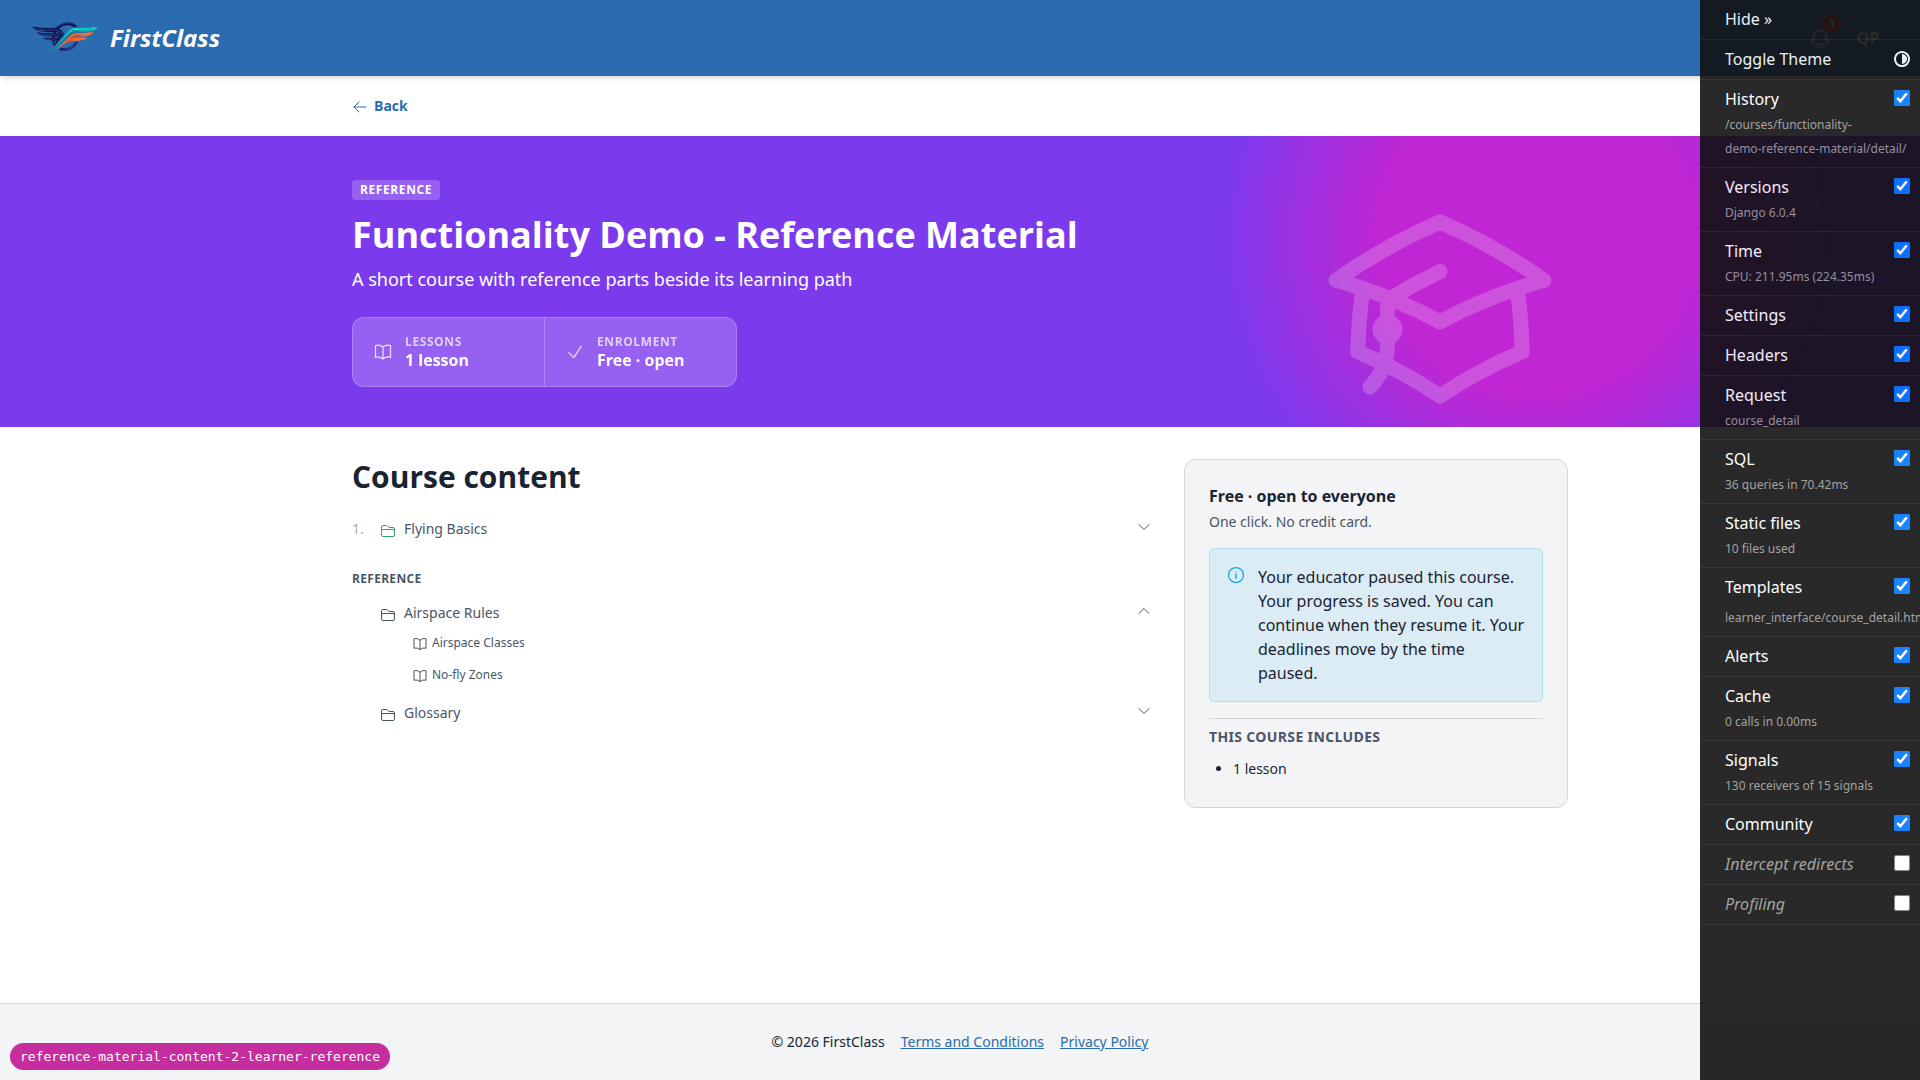 FirstClass
Back
REFERENCE
Functionality Demo - Reference Material
A short course with reference parts beside its learning path
LESSONS
1 lesson
ENROLMENT
Free · open
Course content
1. Flying Basics
REFERENCE
Airspace Rules
Airspace Classes
No-fly Zones
Glossary
Free · open to everyone
One click. No credit card.
Your educator paused this course.
Your progress is saved. You can
continue when they resume it. Your
deadlines move by the time
paused.
THIS COURSE INCLUDES
• 1 lesson
© 2026 FirstClass Terms and Conditions Privacy Policy
reference-material-content-2-learner-reference
Hide »
1
QP
Toggle Theme
History
/courses/functionality-
demo-reference-material/detail/
Versions
Django 6.0.4
Time
CPU: 211.95ms (224.35ms)
Settings
Headers
Request
course_detail
SQL
36 queries in 70.42ms
Static files
10 files used
Templates
learner_interface/course_detail.htm
Alerts
Cache
0 calls in 0.00ms
Signals
130 receivers of 15 signals
Community
Intercept redirects
Profiling